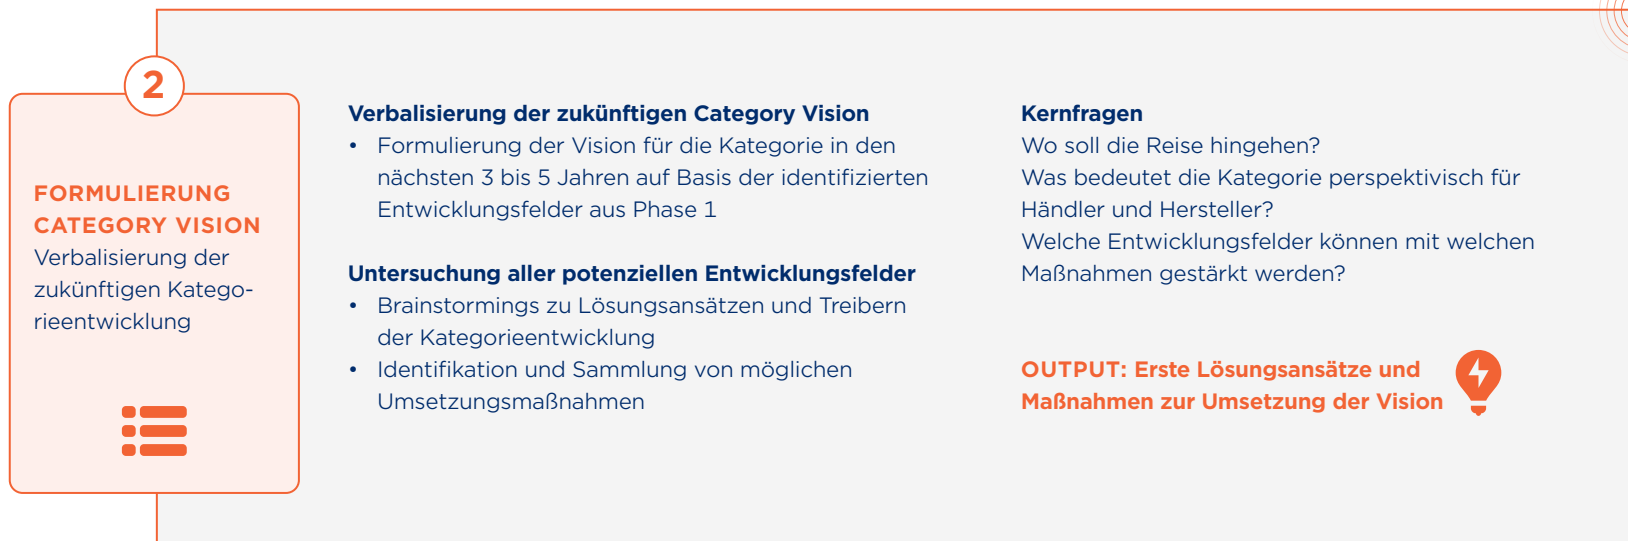 2
FORMULIERUNG
CATEGORY VISION
Verbalisierung der
zukünftigen Katego-
rieentwicklung
Verbalisierung der zukünftigen Category Vision
• Formulierung der Vision für die Kategorie in den
nächsten 3 bis 5 Jahren auf Basis der identifizierten
Entwicklungsfelder aus Phase 1
Untersuchung aller potenziellen Entwicklungsfelder
• Brainstormings zu Lösungsansätzen und Treibern
der Kategorieentwicklung
• Identifikation und Sammlung von möglichen
Umsetzungsmaßnahmen
Kernfragen
Wo soll die Reise hingehen?
Was bedeutet die Kategorie perspektivisch für
Händler und Hersteller?
Welche Entwicklungsfelder können mit welchen
Maßnahmen gestärkt werden?
OUTPUT: Erste Lösungsansätze und
Maßnahmen zur Umsetzung der Vision